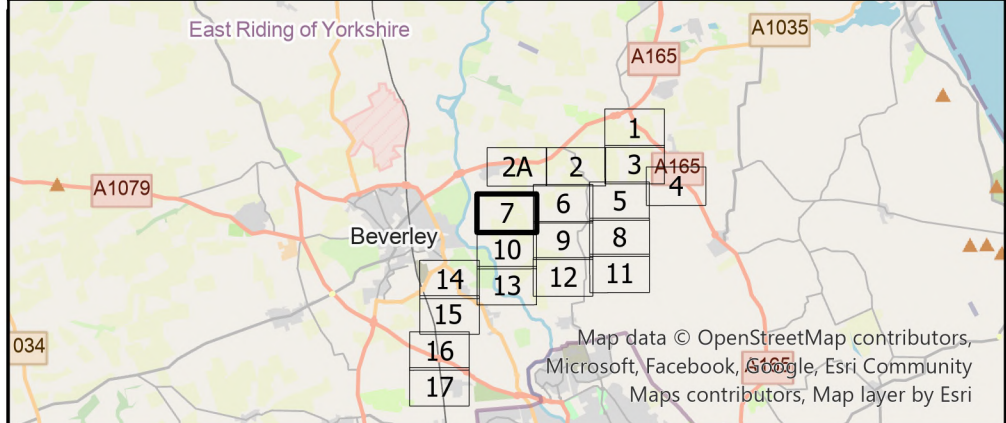 East Riding of Yorkshire
A1035
A165
1
2A
2
3
A165
4
A1079
7
6
5
Beverley
10
9
8
14
13
12
11
15
034
16
17
Map data © OpenStreetMap contributors,
Microsoft, Facebook, Google, Esri Community
A165
Maps contributors, Map layer by Esri